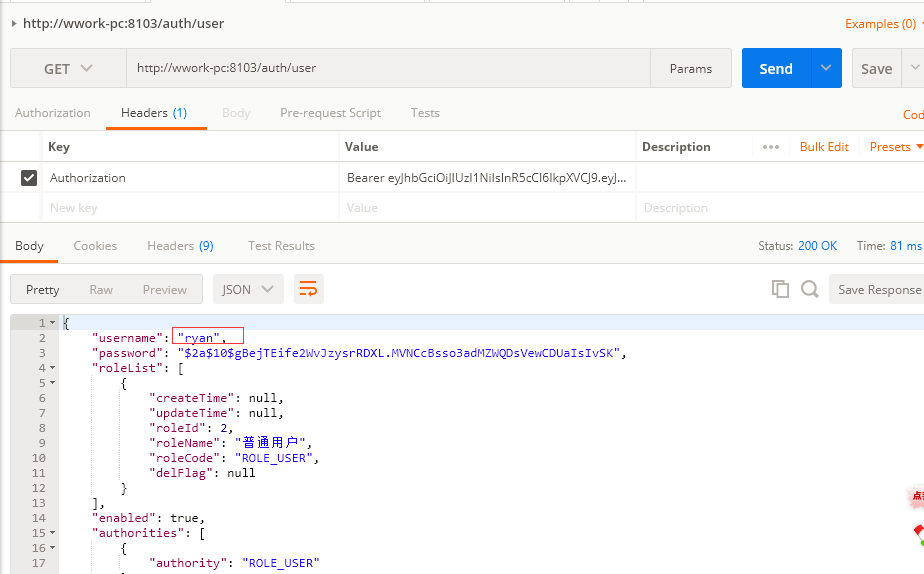 http://wwork-pc:8103/auth/user
Examples (0)
GET
http://wwork-pc:8103/auth/user
Params
Send
Save
Authorization
Headers (1)
Body
Pre-request Script
Tests
Cod
Key
Value
Description
Bulk Edit
Presets
Authorization
Bearer eyJhbGciOiJIUzI1NiIsInR5cCI6IkpXVCJ9.eyJ...
New key
Value
Description
Body
Cookies
Headers (9)
Test Results
Status: 200 OK
Time: 81 ms
Pretty
Raw
Preview
JSON
Save Response
1 {
2 "username": "ryan",
3 "password": "$2a$10$gBejTEife2WvJzysrRDXL.MVNCcBsso3adMZWQDsVewCDUaIsIvSK",
4 "roleList": [
5 {
6 "createTime": null,
7 "updateTime": null,
8 "roleId": 2,
9 "roleName": "普通用户",
10 "roleCode": "ROLE_USER",
11 "delFlag": null
12 }
13 ],
14 "enabled": true,
15 "authorities": [
16 {
17 "authority": "ROLE_USER"